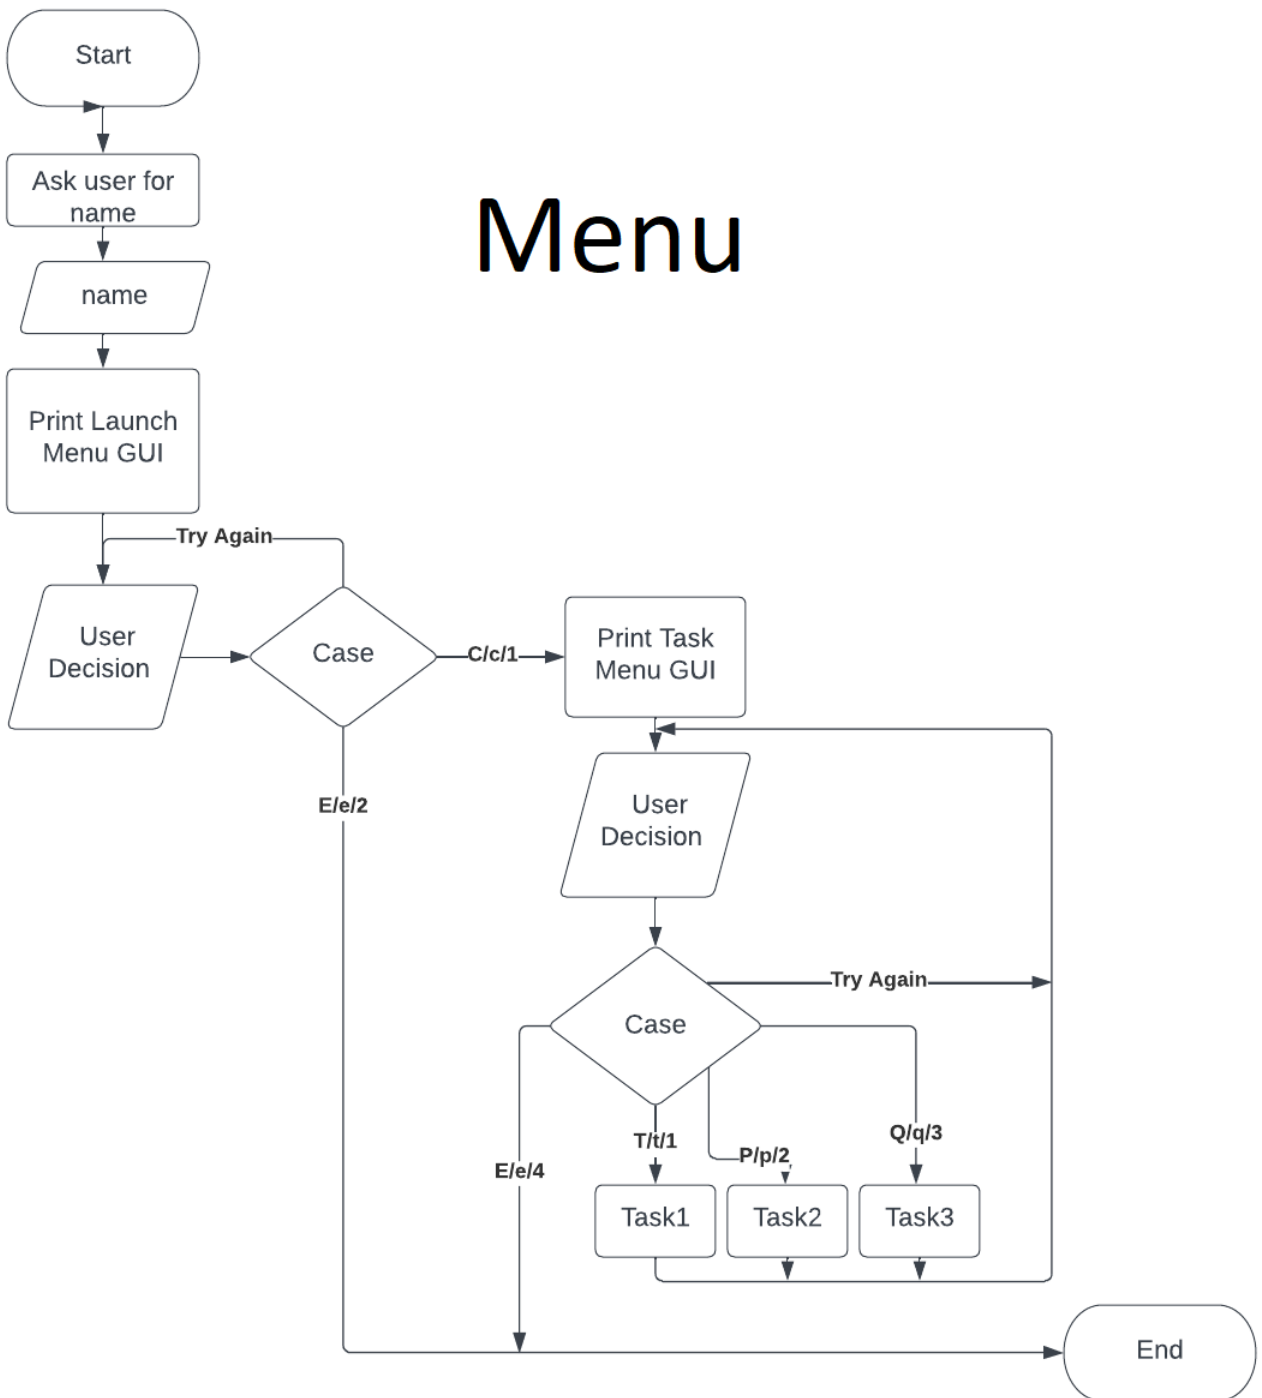 Start
Ask user for
name
Menu
name
Print Launch
Menu GUI
Try Again
User
Decision
Case
C/c/1
Print Task
Menu GUI
E/e/2
User
Decision
Try Again
Case
Q/q/3
T/t/1
P/p/2
E/e/4
Task1
Task2
Task3
End